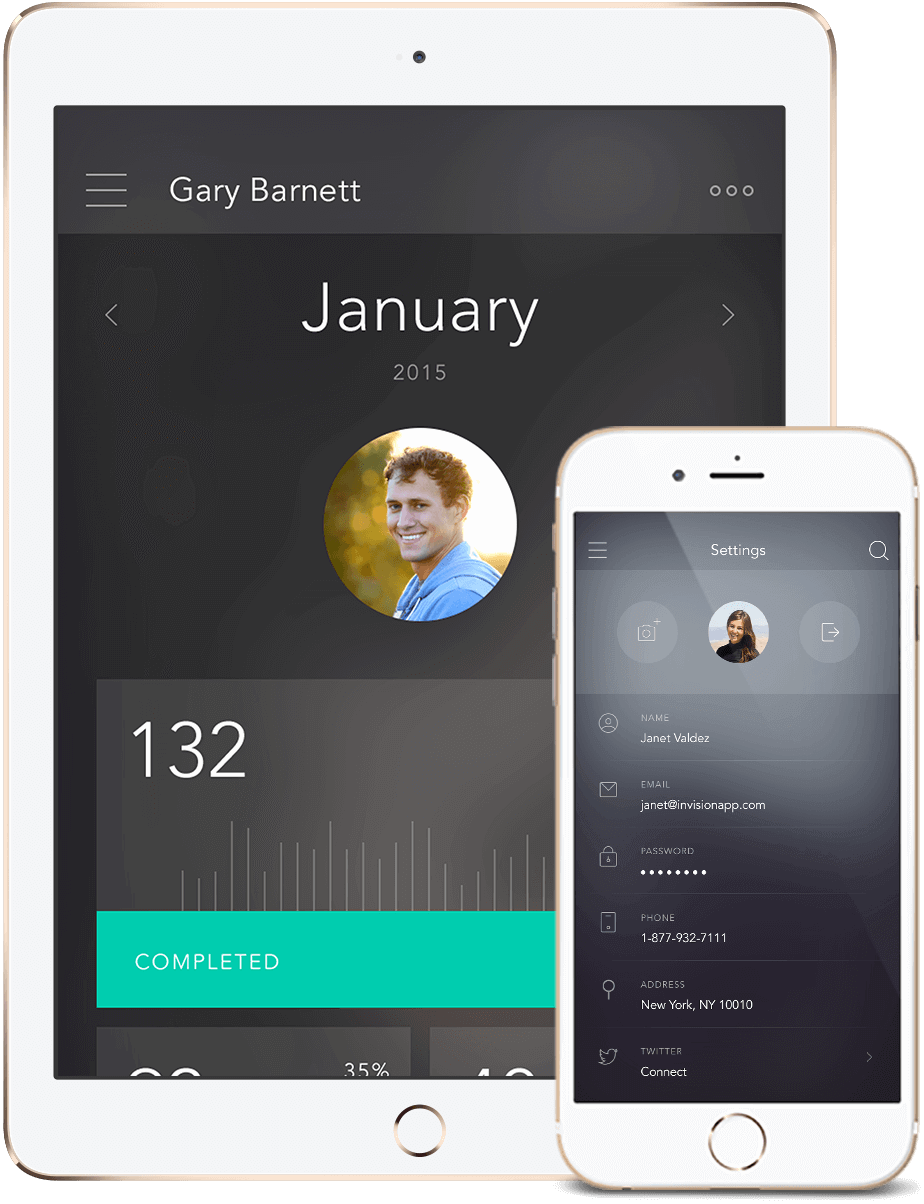 Gary Barnett
January
2015
132
COMPLETED
35%
Settings
NAME
Janet Valdez
EMAIL
janet@invisionapp.com
PASSWORD
PHONE
1-877-932-7111
ADDRESS
New York, NY 10010
TWITTER
Connect